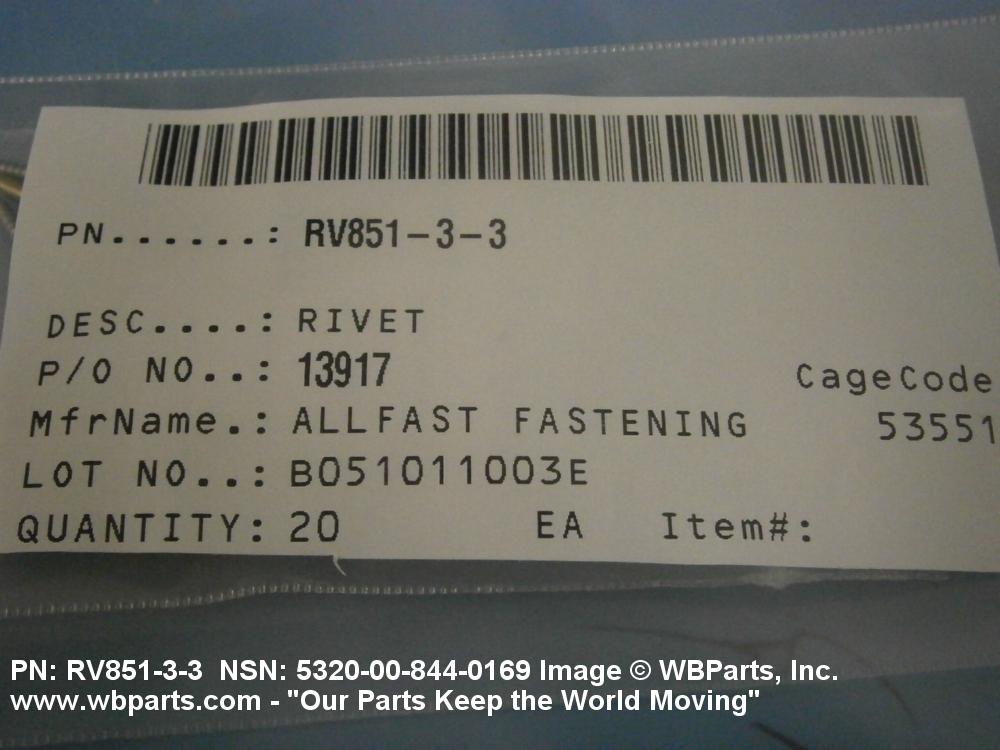 PN......: RV851-3-3
DESC....: RIVET
P/O NO..: 13917 CageCode
MfrName.: ALLFAST FASTENING 53551
LOT NO..: B051011003E
QUANTITY: 20 EA Item#:
PN: RV851-3-3 NSN: 5320-00-844-0169 Image © WBParts, Inc.
www.wbparts.com - "Our Parts Keep the World Moving"